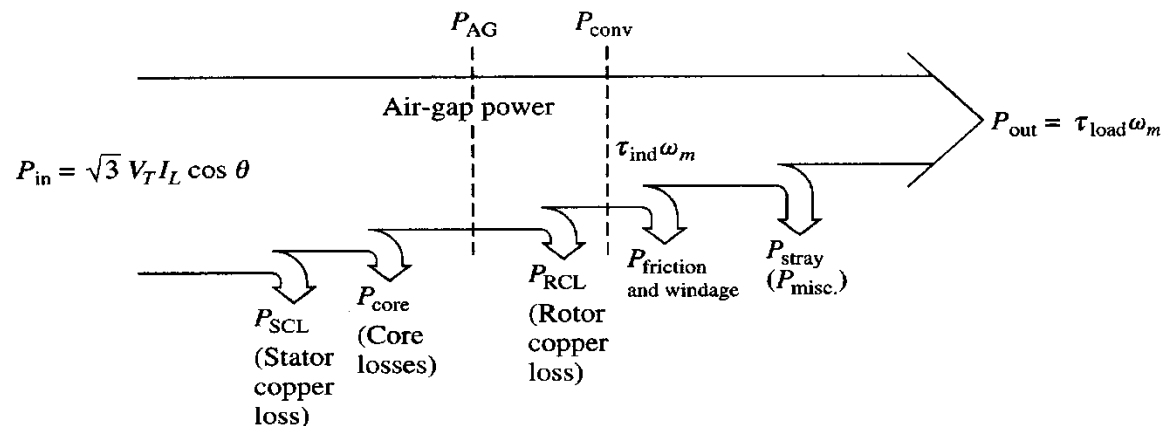 P_AG
P_conv
Air-gap power
P_out = τ_load ω_m
τ_ind ω_m
P_in = √3 V_T I_L cos θ
P_SCL
(Stator
copper
loss)
P_core
(Core
losses)
P_RCL
(Rotor
copper
loss)
P_friction
and windage
P_stray
(P_misc.)